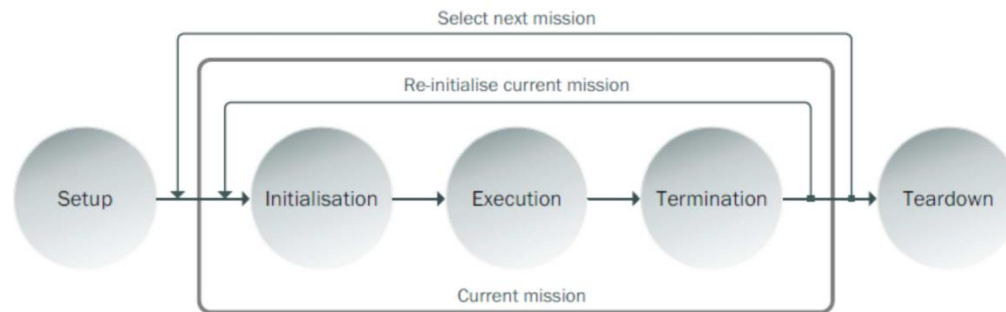 Select next mission
Re-initialise current mission
Setup
Initialisation
Execution
Termination
Teardown
Current mission